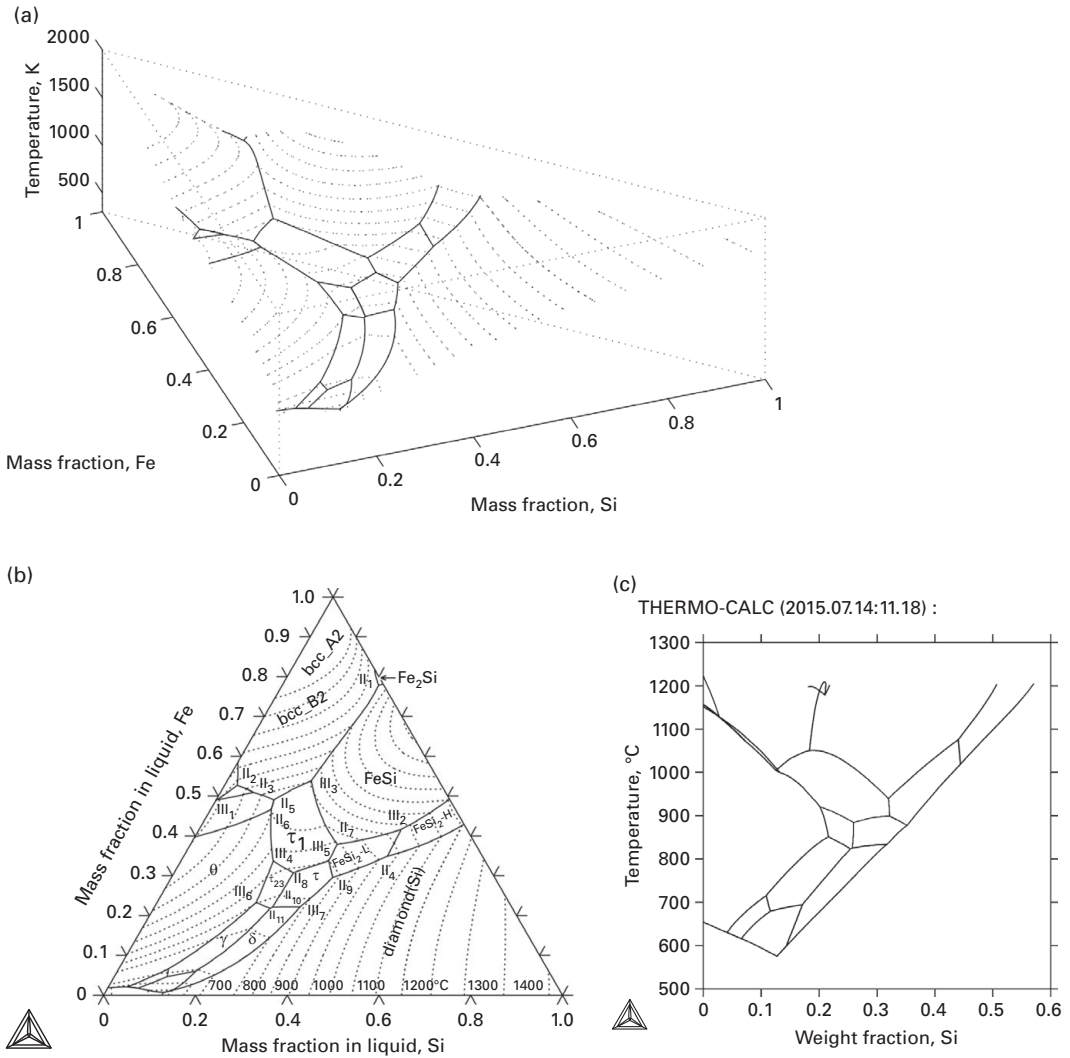 (a)
2000
1500
1000
500
Temperature, K
1
0.8
0.6
0.4
0.2
0
Mass fraction, Fe
0
0.2
0.4
0.6
0.8
1
Mass fraction, Si
(b)
1.0
0.9
0.8
0.7
0.6
0.5
0.4
0.3
0.2
0.1
0
Mass fraction in liquid, Fe
bcc_A2
II1
Fe2Si
bcc_B2
II2
II3
III3
FeSi
III1
II5
II6
τ1
II7
III2
FeSi2-H
III4
III5
FeSi2-L
θ
τ23
II8
τ
II4
III6
II10
II9
II11
III7
γ
δ
diamond(Si)
700 800 900 1000 1100 1200°C 1300 1400
0 0.2 0.4 0.6 0.8 1.0
Mass fraction in liquid, Si
(c)
THERMO-CALC (2015.07.14:11.18) :
1300
1200
1100
1000
900
800
700
600
500
Temperature, °C
0 0.1 0.2 0.3 0.4 0.5 0.6
Weight fraction, Si